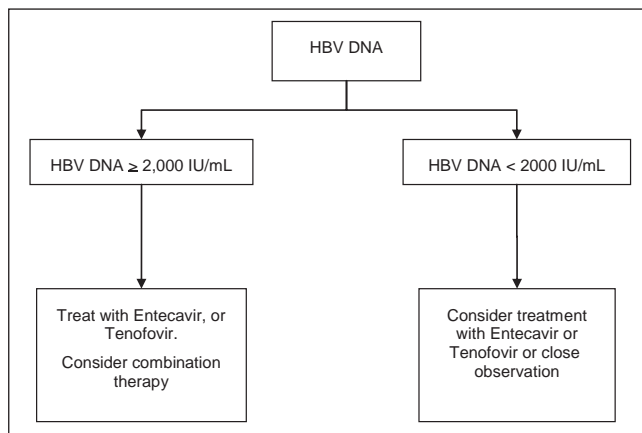 HBV DNA
HBV DNA ≥ 2,000 IU/mL
HBV DNA < 2000 IU/mL
Treat with Entecavir, or
Tenofovir.
Consider combination
therapy
Consider treatment
with Entecavir or
Tenofovir or close
observation